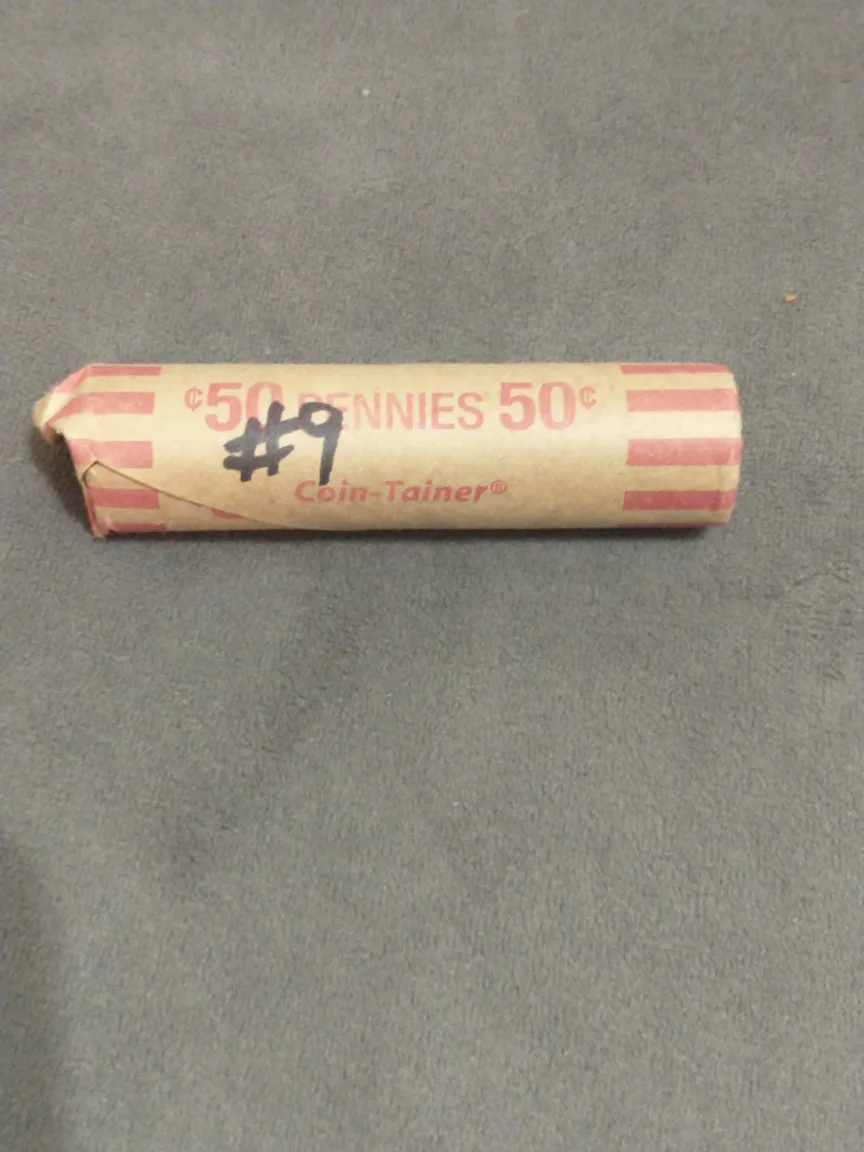 ¢50 PENNIES 50¢
#9
Coin-Tainer®